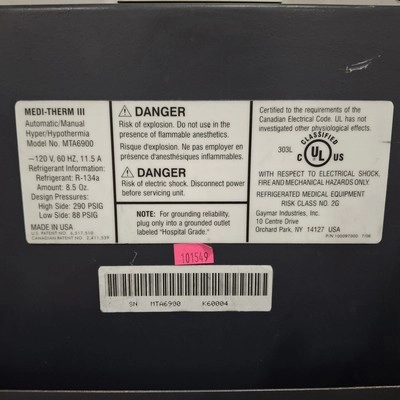 MEDI-THERM III
Automatic/Manual
Hyper/Hypothermia
Model No. MTA6900
~120 V, 60 HZ, 11.5 A
Refrigerant Information:
Refrigerant: R-134a
Amount: 8.5 Oz.
Design Pressures:
High Side: 290 PSIG
Low Side: 88 PSIG
MADE IN USA
U.S. PATENT NO.
CANADIAN PATENT NO.
DANGER
Risk of explosion. Do not use in the
presence of flammable anesthetics.
Risque d'explosion. Ne pas employer en
présence d'anesthésiques inflammables.
DANGER
Risk of electric shock. Disconnect power
before servicing unit.
NOTE: For grounding reliability,
plug only into a grounded outlet
labeled "Hospital Grade."
Certified to the requirements of the
Canadian Electrical Code. UL has not
investigated other physiological effects.
CLASSIFIED
303L
C UL US
WITH RESPECT TO ELECTRICAL SHOCK,
FIRE AND MECHANICAL HAZARDS ONLY.
REFRIGERATED MEDICAL EQUIPMENT
RISK CLASS NO. 2G
Gaymar Industries, Inc.
10 Centre Drive
Orchard Park, NY 14127 USA
101549
SN MTA6900 K60004